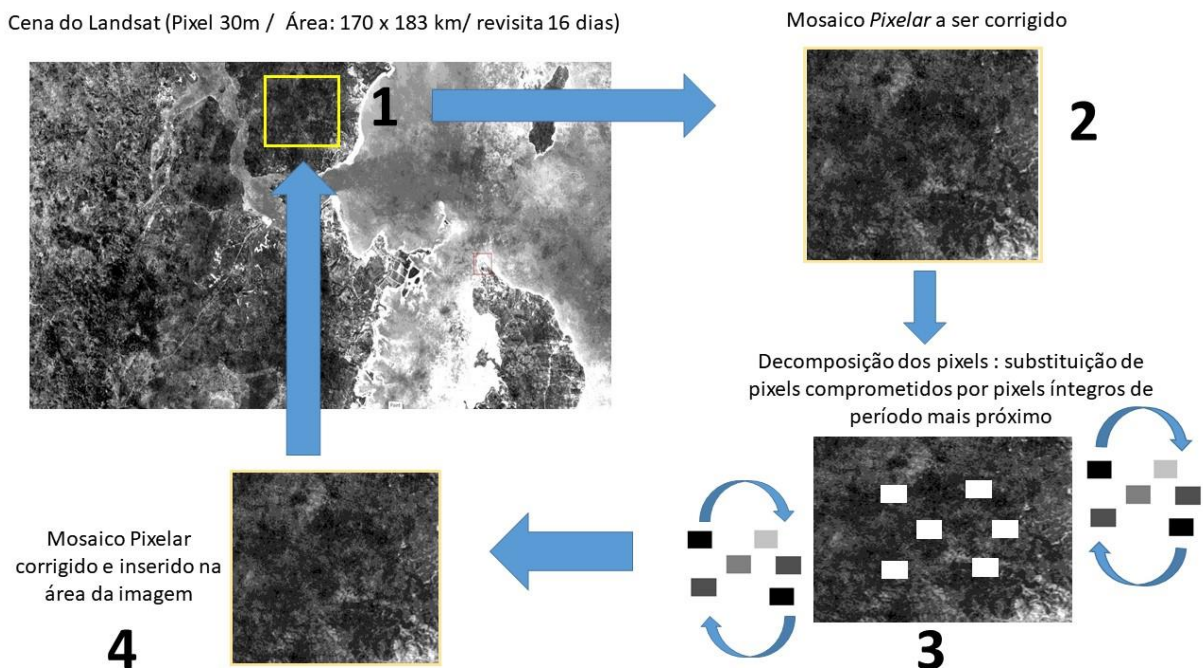 Cena do Landsat (Pixel 30m / Área: 170 x 183 km/ revisita 16 dias)
1
Mosaico Pixelar a ser corrigido
2
Decomposição dos pixels : substituição de
pixels comprometidos por pixels íntegros de
período mais próximo
3
Mosaico Pixelar
corrigido e inserido na
área da imagem
4